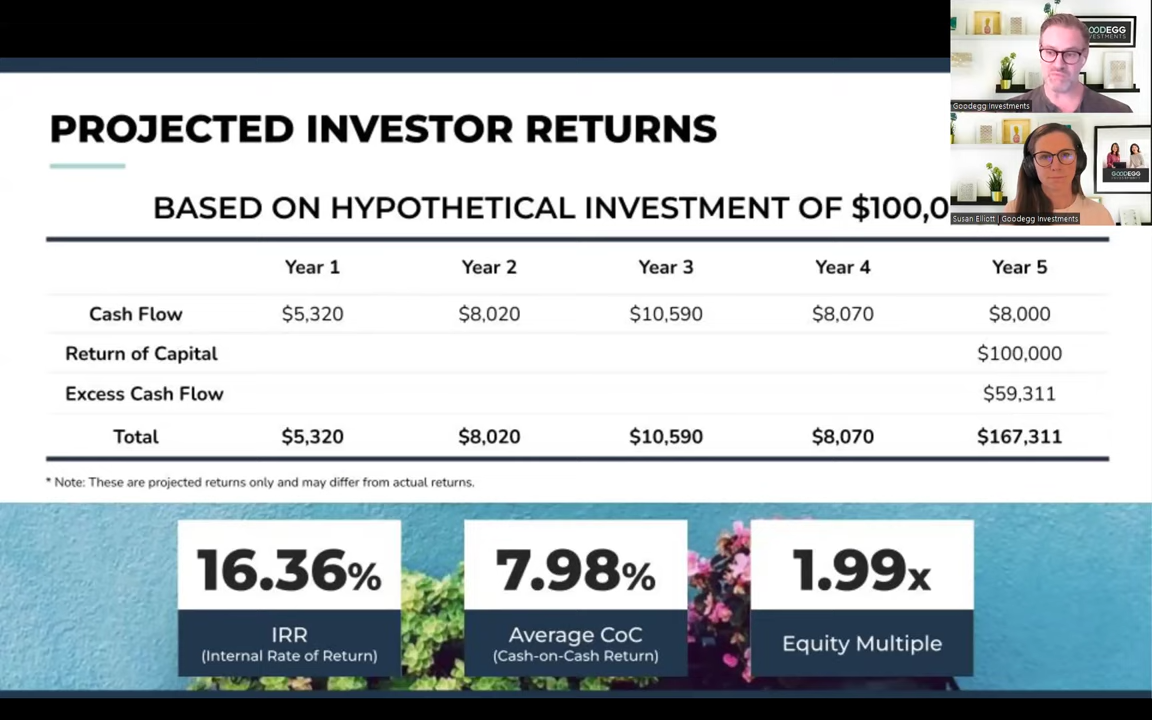 GOODEGG
INVESTMENTS
Goodegg Investments
GOODEGG
Susan Elliott | Goodegg Investments
PROJECTED INVESTOR RETURNS
BASED ON HYPOTHETICAL INVESTMENT OF $100,0
Year 1 Year 2 Year 3 Year 4 Year 5
Cash Flow $5,320 $8,020 $10,590 $8,070 $8,000
Return of Capital $100,000
Excess Cash Flow $59,311
Total $5,320 $8,020 $10,590 $8,070 $167,311
* Note: These are projected returns only and may differ from actual returns.
16.36% 7.98% 1.99x
IRR Average CoC Equity Multiple
(Internal Rate of Return) (Cash-on-Cash Return)